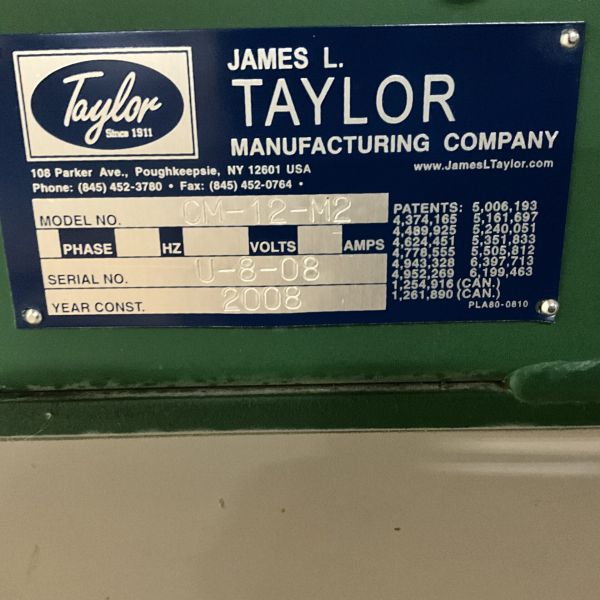 Taylor
Since 1911
JAMES L.
TAYLOR
MANUFACTURING COMPANY
108 Parker Ave., Poughkeepsie, NY 12601 USA
www.JamesLTaylor.com
Phone: (845) 452-3780 • Fax: (845) 452-0764 •
MODEL NO. CM-12-M2
PHASE HZ VOLTS AMPS
SERIAL NO. U-8-08
YEAR CONST. 2008
PATENTS: 5,006,193
4,374,165 5,161,697
4,489,925 5,240,051
4,624,451 5,351,833
4,778,555 5,505,812
4,943,328 6,397,713
4,952,269 6,199,463
1,254,916 (CAN.)
1,261,890 (CAN.)
PLA80-0810